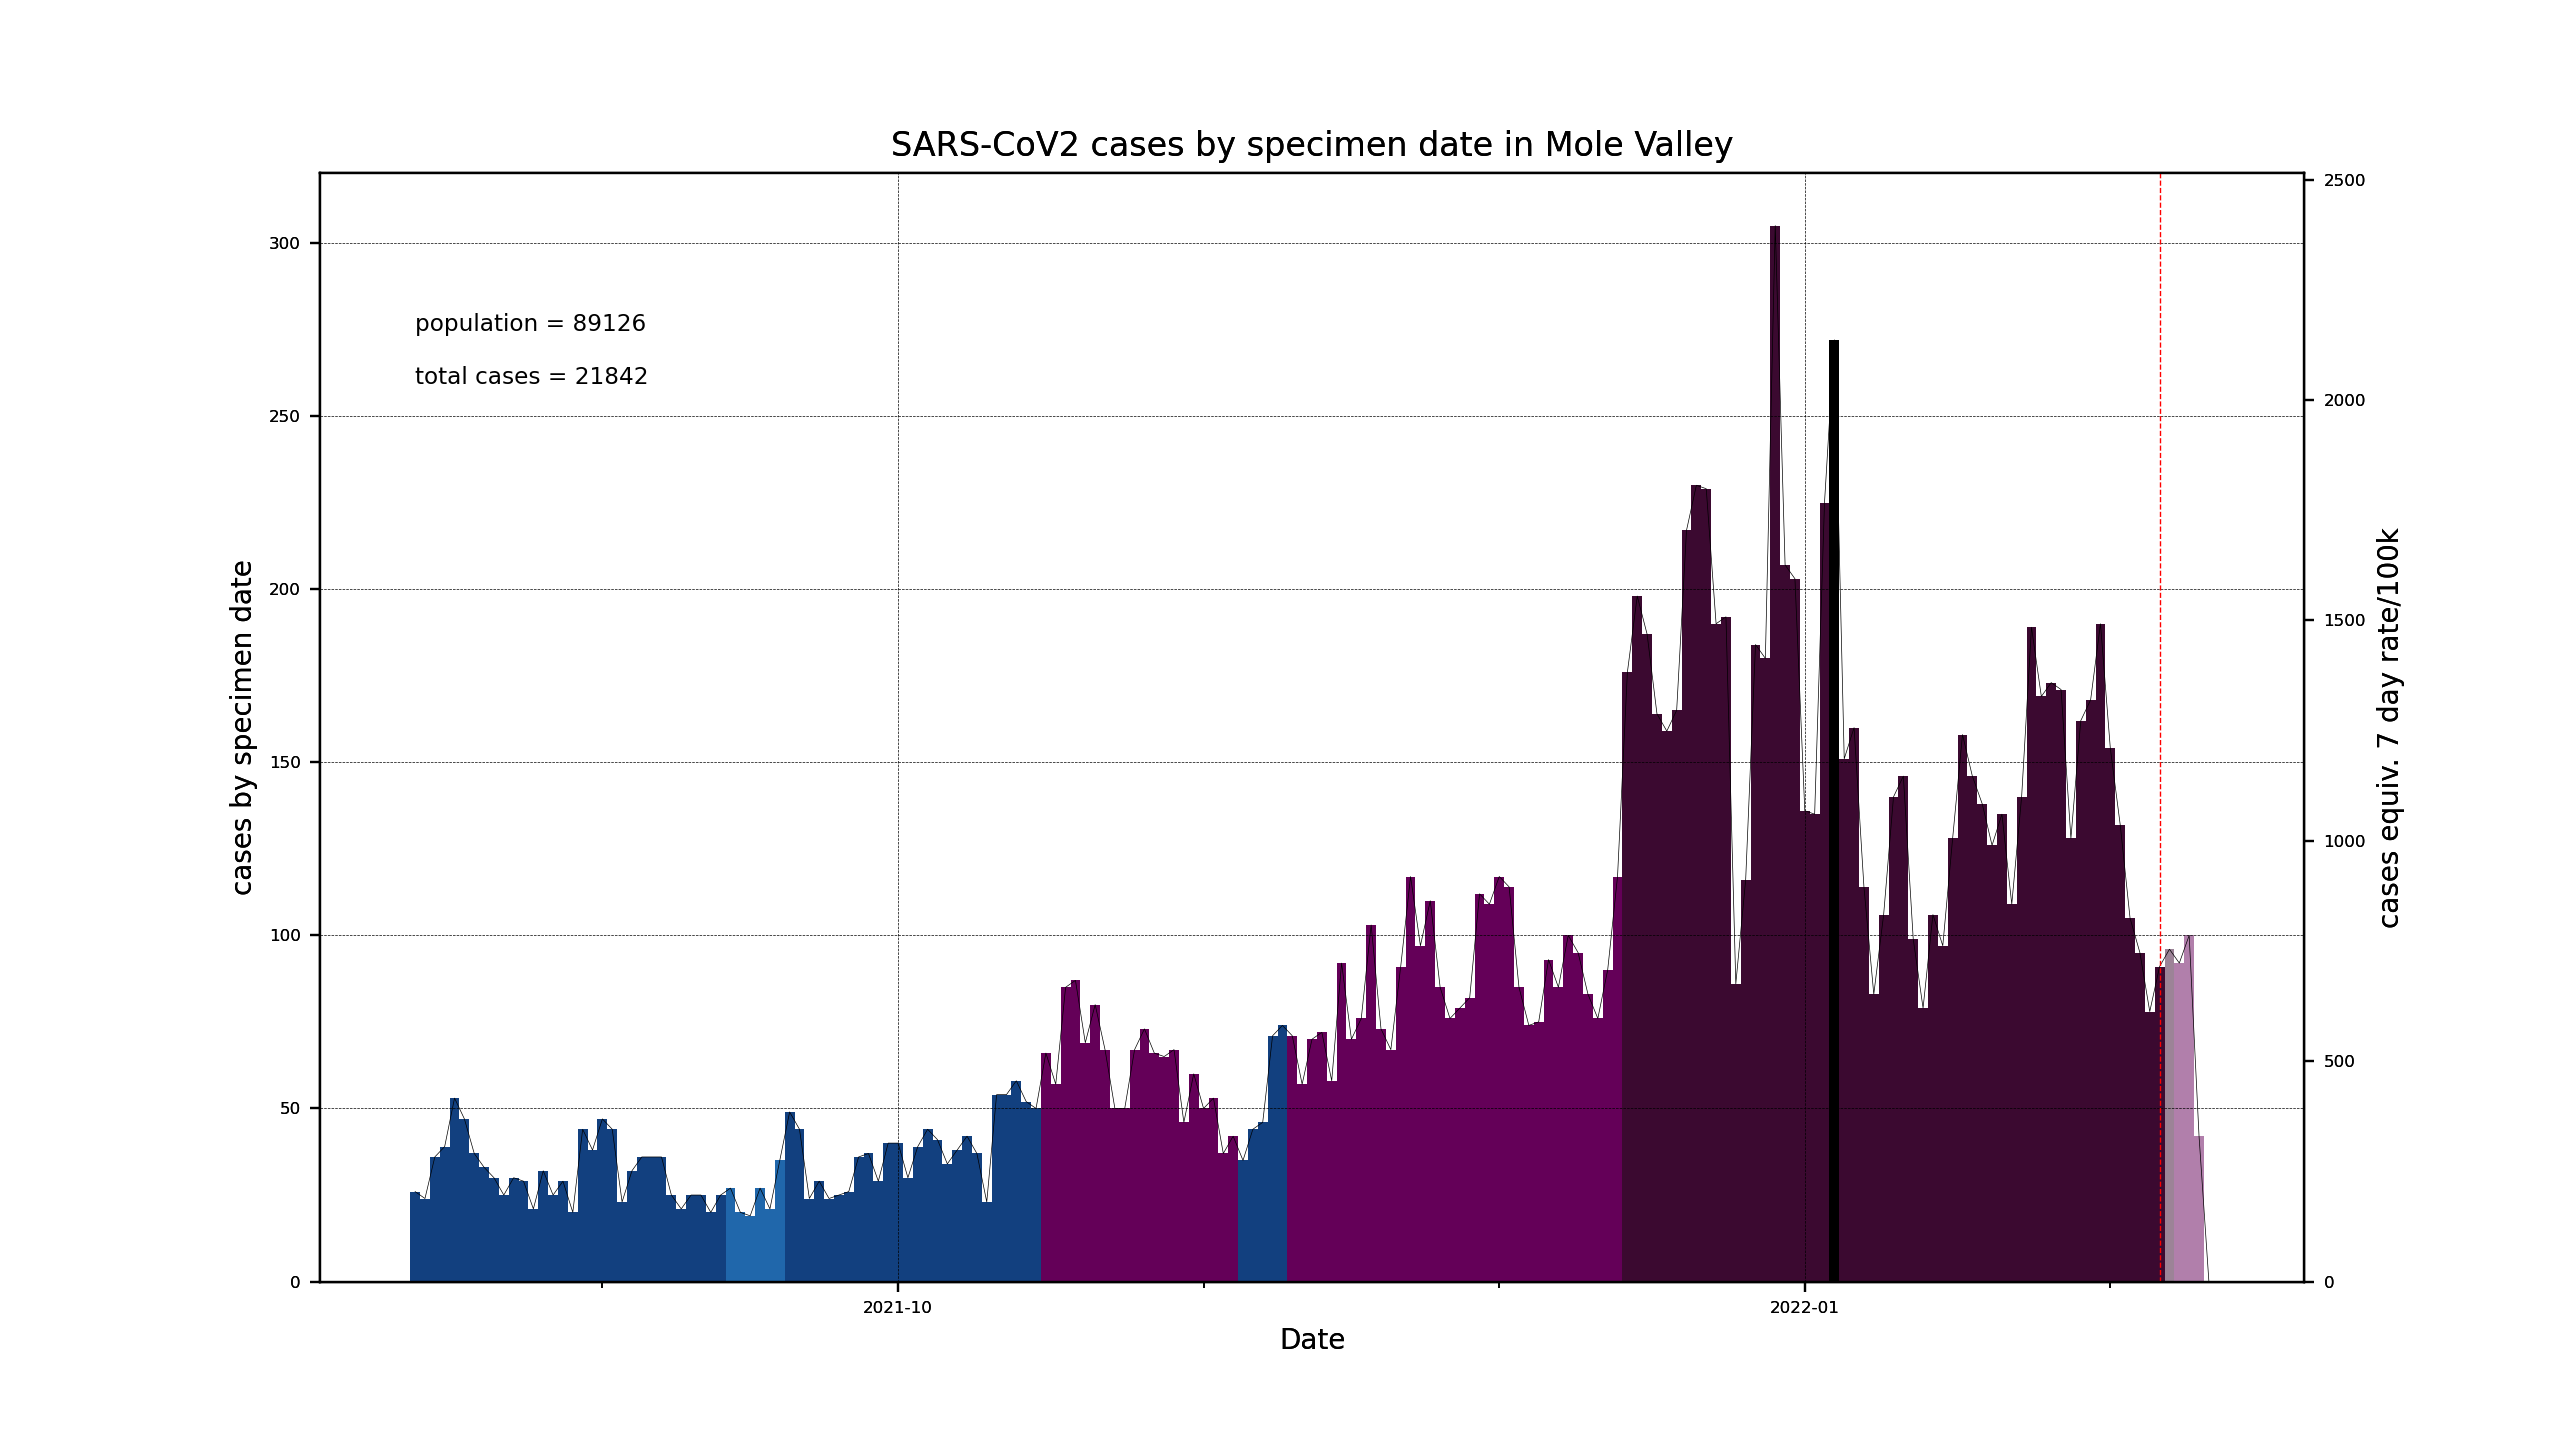 SARS-CoV2 cases by specimen date in Mole Valley
population = 89126
total cases = 21842
cases by specimen date
300
250
200
150
100
50
0
2500
2000
1500
1000
500
0
cases equiv. 7 day rate/100k
2021-10
2022-01
Date